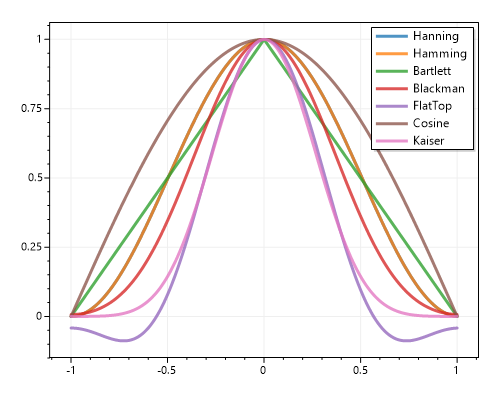 Hanning
Hamming
Bartlett
Blackman
FlatTop
Cosine
Kaiser
1
0.75
0.5
0.25
0
-1
-0.5
0
0.5
1